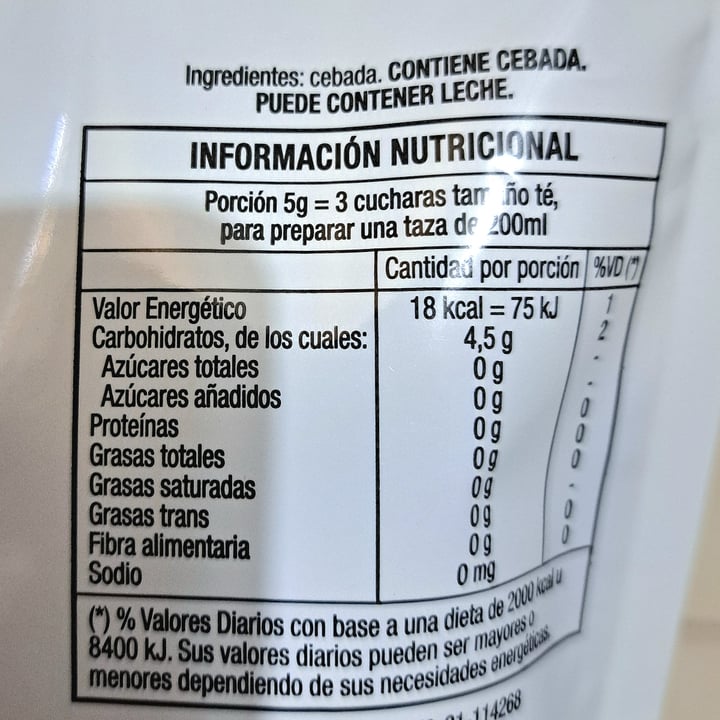 Ingredientes: cebada. CONTIENE CEBADA.
PUEDE CONTENER LECHE.
INFORMACIÓN NUTRICIONAL
Porción 5g = 3 cucharas tamaño té,
para preparar una taza de 200ml
Cantidad por porción %VD (*)
Valor Energético 18 kcal = 75 kJ 1
Carbohidratos, de los cuales: 4,5 g 2
Azúcares totales 0 g -
Azúcares añadidos 0 g -
Proteínas 0 g 0
Grasas totales 0 g 0
Grasas saturadas 0 g 0
Grasas trans 0 g -
Fibra alimentaria 0 g 0
Sodio 0 mg 0
(*) % Valores Diarios con base a una dieta de 2000 kcal u
8400 kJ. Sus valores diarios pueden ser mayores o
menores dependiendo de sus necesidades energéticas.
114268